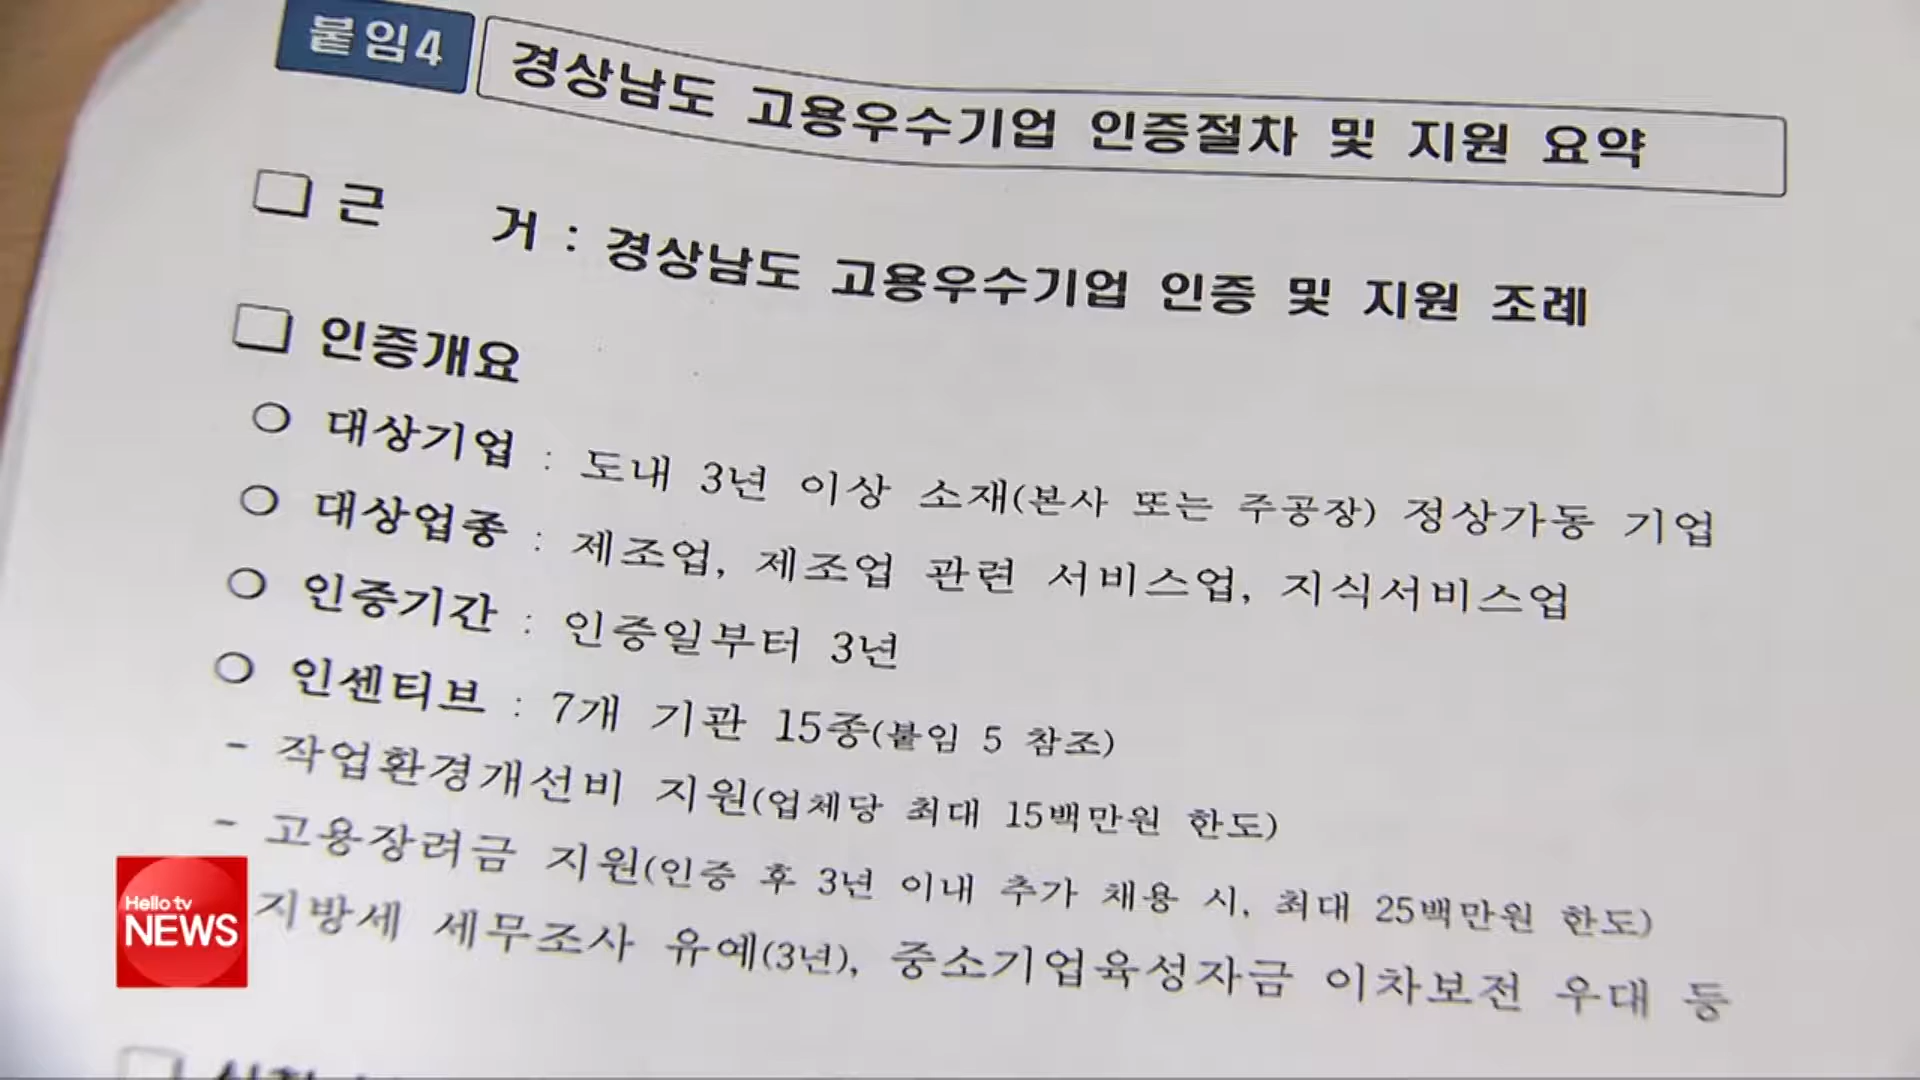 붙임4
경상남도 고용우수기업 인증절차 및 지원 요약
□ 근 거 : 경상남도 고용우수기업 인증 및 지원 조례
□ 인증개요
○ 대상기업 : 도내 3년 이상 소재(본사 또는 주공장) 정상가동 기업
○ 대상업종 : 제조업, 제조업 관련 서비스업, 지식서비스업
○ 인증기간 : 인증일부터 3년
○ 인센티브 : 7개 기관 15종(붙임 5 참조)
- 작업환경개선비 지원(업체당 최대 15백만원 한도)
- 고용장려금 지원(인증 후 3년 이내 추가 채용 시, 최대 25백만원 한도)
지방세 세무조사 유예(3년), 중소기업육성자금 이차보전 우대 등
Hello tv
NEWS